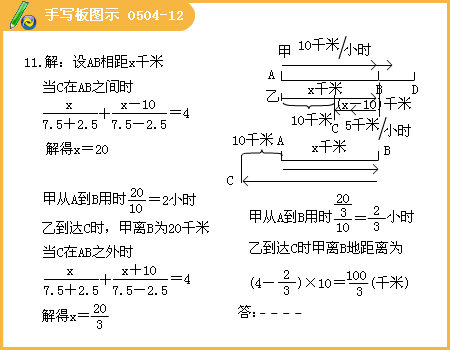 手写板图示 0504-12
11.解：设AB相距x千米
当C在AB之间时
x/(7.5+2.5)+(x-10)/(7.5-2.5)=4
解得x=20
甲从A到B用时20/10=2小时
乙到达C时，甲离B为20千米
当C在AB之外时
x/(7.5+2.5)+(x+10)/(7.5-2.5)=4
解得x=20/3
甲 10千米/小时
A B D
乙 x千米
(x-10)千米
10千米 C 5千米/小时
10千米 A x千米 B
C
甲从A到B用时(20/3)/10=2/3小时
乙到达C时甲离B地距离为
(4-2/3)×10=100/3(千米)
答:----